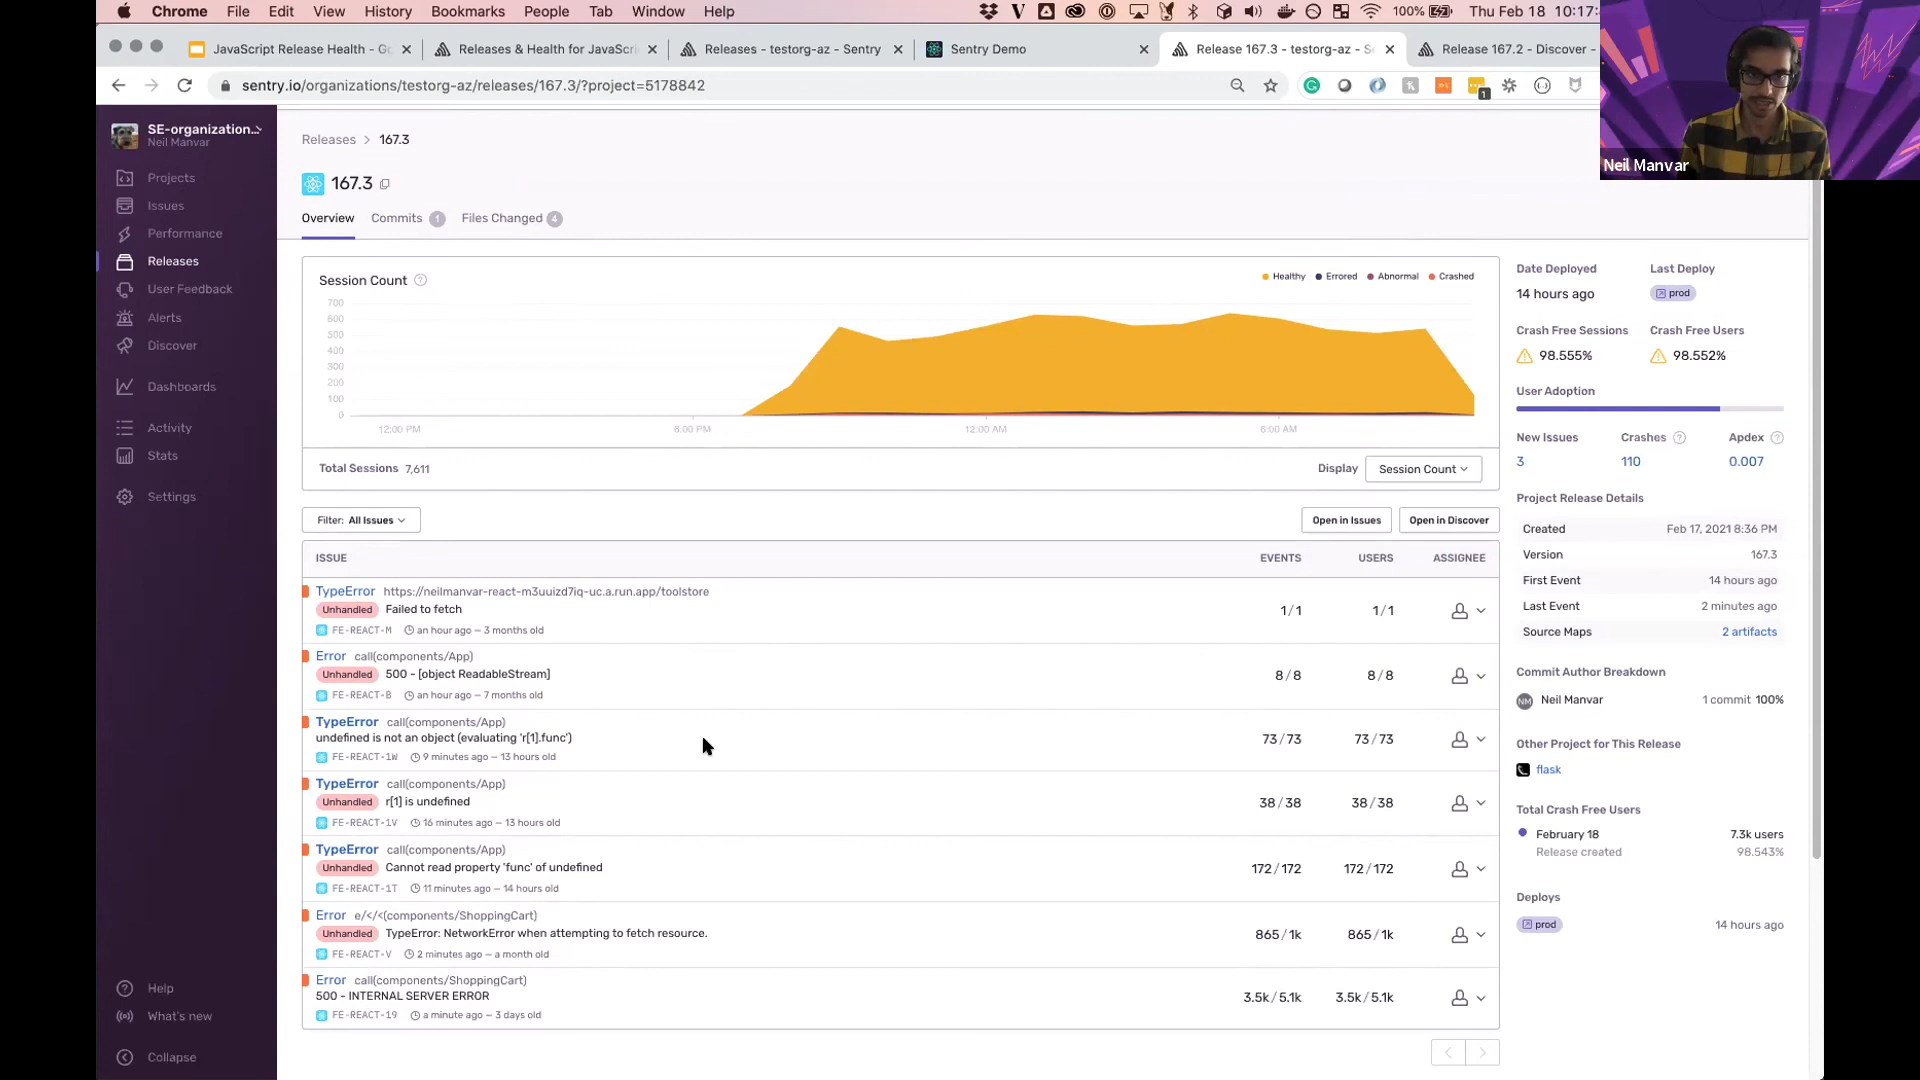 Chrome File Edit View History Bookmarks People Tab Window Help 100% Thu Feb 18 10:17:
JavaScript Release Health - Go
Releases & Health for JavaScri
Releases - testorg-az - Sentry
Sentry Demo
Release 167.3 - testorg-az - Se
Release 167.2 - Discover -
sentry.io/organizations/testorg-az/releases/167.3/?project=5178842
1
Neil Manvar
SE-organization...
Neil Manvar
Projects
Issues
Performance
Releases
User Feedback
Alerts
Discover
Dashboards
Activity
Stats
Settings
Help
What's new
Collapse
Releases > 167.3
167.3
Overview Commits 1 Files Changed 4
Session Count ?
Healthy Errored Abnormal Crashed
700
600
500
400
300
200
100
0
12:00 PM 6:00 PM 12:00 AM 6:00 AM
Total Sessions 7,611
Display Session Count
Filter: All Issues
Open in Issues Open in Discover
ISSUE EVENTS USERS ASSIGNEE
TypeError https://neilmanvar-react-m3uuizd7iq-uc.a.run.app/toolstore
Unhandled Failed to fetch 1/1 1/1
FE-REACT-M an hour ago — 3 months old
Error call(components/App)
Unhandled 500 - [object ReadableStream] 8/8 8/8
FE-REACT-8 an hour ago — 7 months old
TypeError call(components/App)
undefined is not an object (evaluating 'r[1].func') 73/73 73/73
FE-REACT-1W 9 minutes ago — 13 hours old
TypeError call(components/App)
Unhandled r[1] is undefined 38/38 38/38
FE-REACT-1V 16 minutes ago — 13 hours old
TypeError call(components/App)
Unhandled Cannot read property 'func' of undefined 172/172 172/172
FE-REACT-1T 11 minutes ago — 14 hours old
Error e/</<(components/ShoppingCart)
Unhandled TypeError: NetworkError when attempting to fetch resource. 865/1k 865/1k
FE-REACT-V 2 minutes ago — a month old
Error call(components/ShoppingCart)
500 - INTERNAL SERVER ERROR 3.5k/5.1k 3.5k/5.1k
FE-REACT-19 a minute ago — 3 days old
Date Deployed Last Deploy
14 hours ago prod
Crash Free Sessions Crash Free Users
98.555% 98.552%
User Adoption
New Issues Crashes ? Apdex ?
3 110 0.007
Project Release Details
Created Feb 17, 2021 8:36 PM
Version 167.3
First Event 14 hours ago
Last Event 2 minutes ago
Source Maps 2 artifacts
Commit Author Breakdown
NM Neil Manvar 1 commit 100%
Other Project for This Release
flask
Total Crash Free Users
February 18 7.3k users
Release created 98.543%
Deploys
prod 14 hours ago